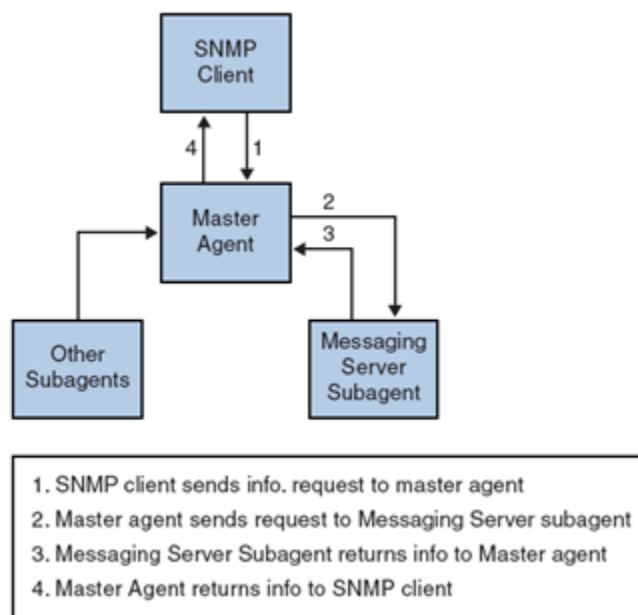 SNMP
Client
4
1
Master
Agent
2
3
Other
Subagents
Messaging
Server
Subagent
1. SNMP client sends info. request to master agent
2. Master agent sends request to Messaging Server subagent
3. Messaging Server Subagent returns info to Master agent
4. Master Agent returns info to SNMP client